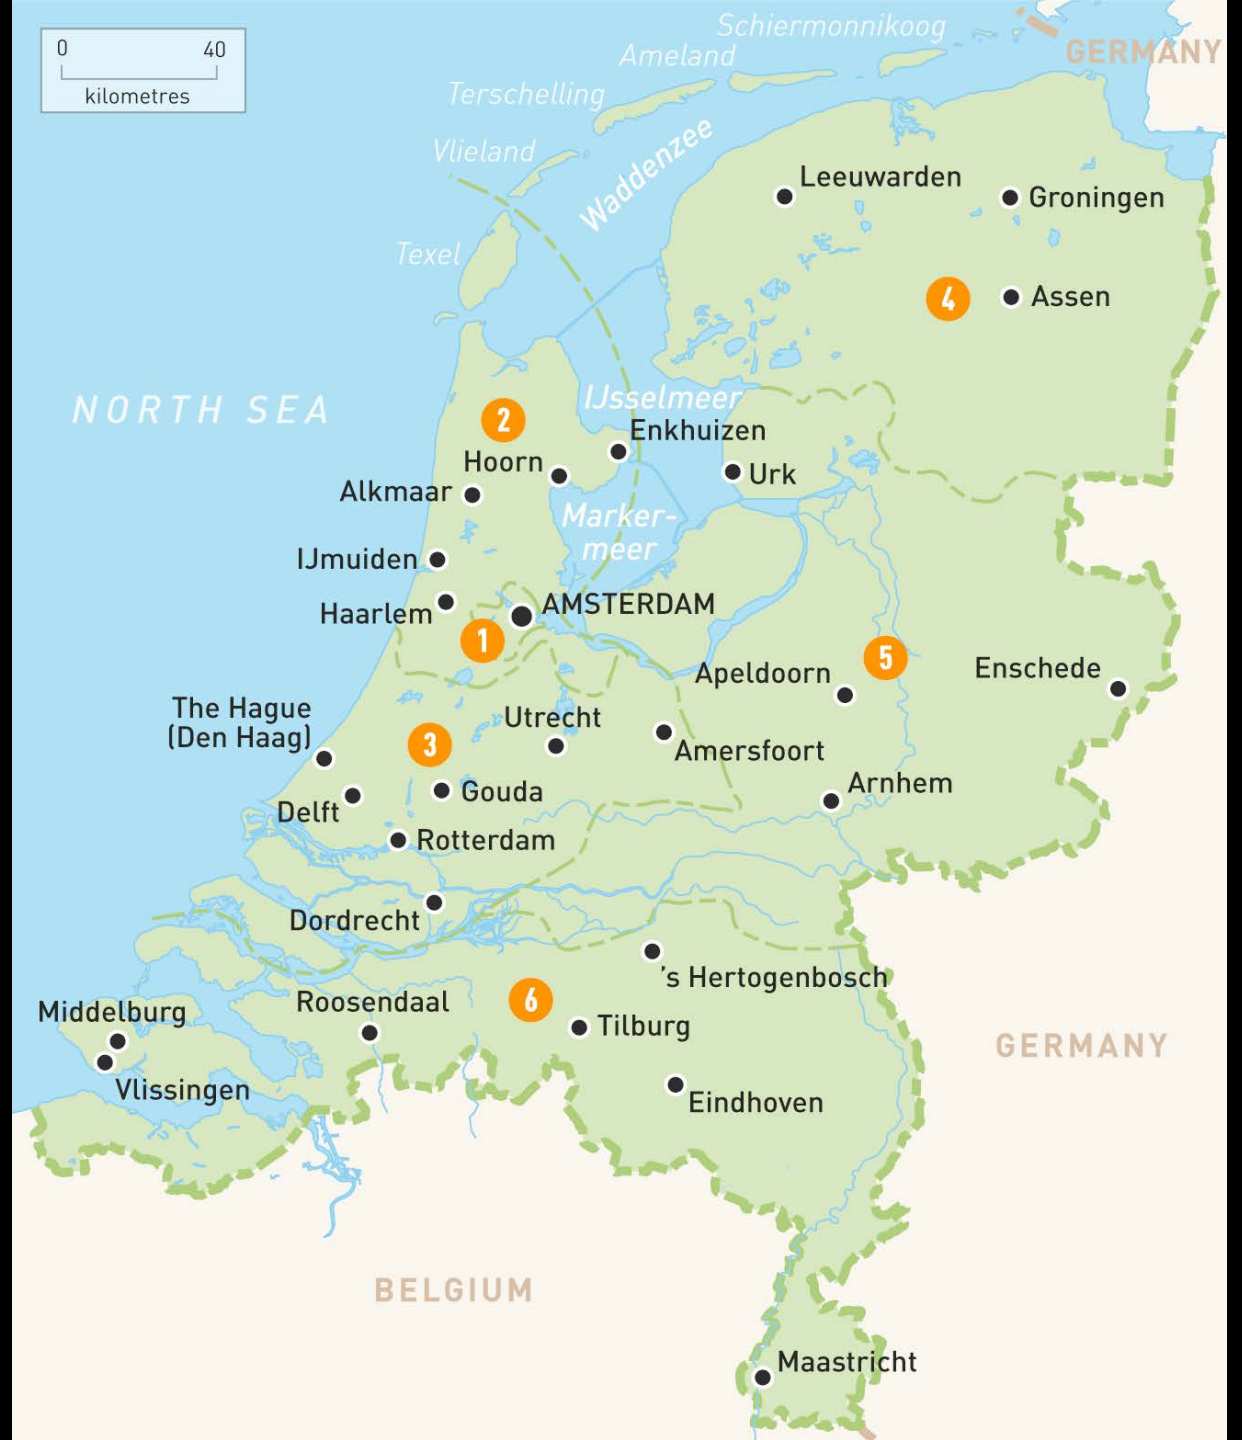 0 40
kilometres
Schiermonnikoog
Ameland
GERMANY
Terschelling
Vlieland
Waddenzee
Texel
Leeuwarden
Groningen
4
Assen
NORTH SEA
IJsselmeer
2
Enkhuizen
Hoorn
Urk
Alkmaar
Marker-
meer
IJmuiden
Haarlem
AMSTERDAM
1
5
Apeldoorn
Enschede
The Hague
(Den Haag)
Utrecht
3
Amersfoort
Arnhem
Gouda
Delft
Rotterdam
Dordrecht
's Hertogenbosch
6
Roosendaal
Middelburg
Tilburg
GERMANY
Vlissingen
Eindhoven
BELGIUM
Maastricht